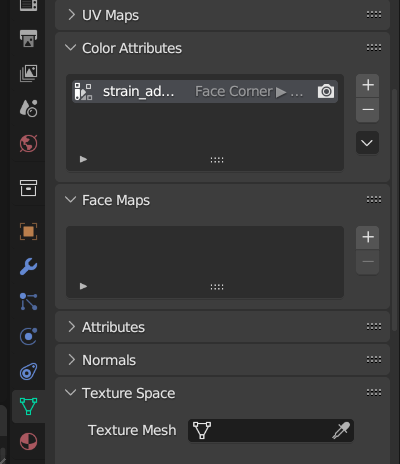 UV Maps
Color Attributes
strain_ad... Face Corner ▶ ...
Face Maps
Attributes
Normals
Texture Space
Texture Mesh